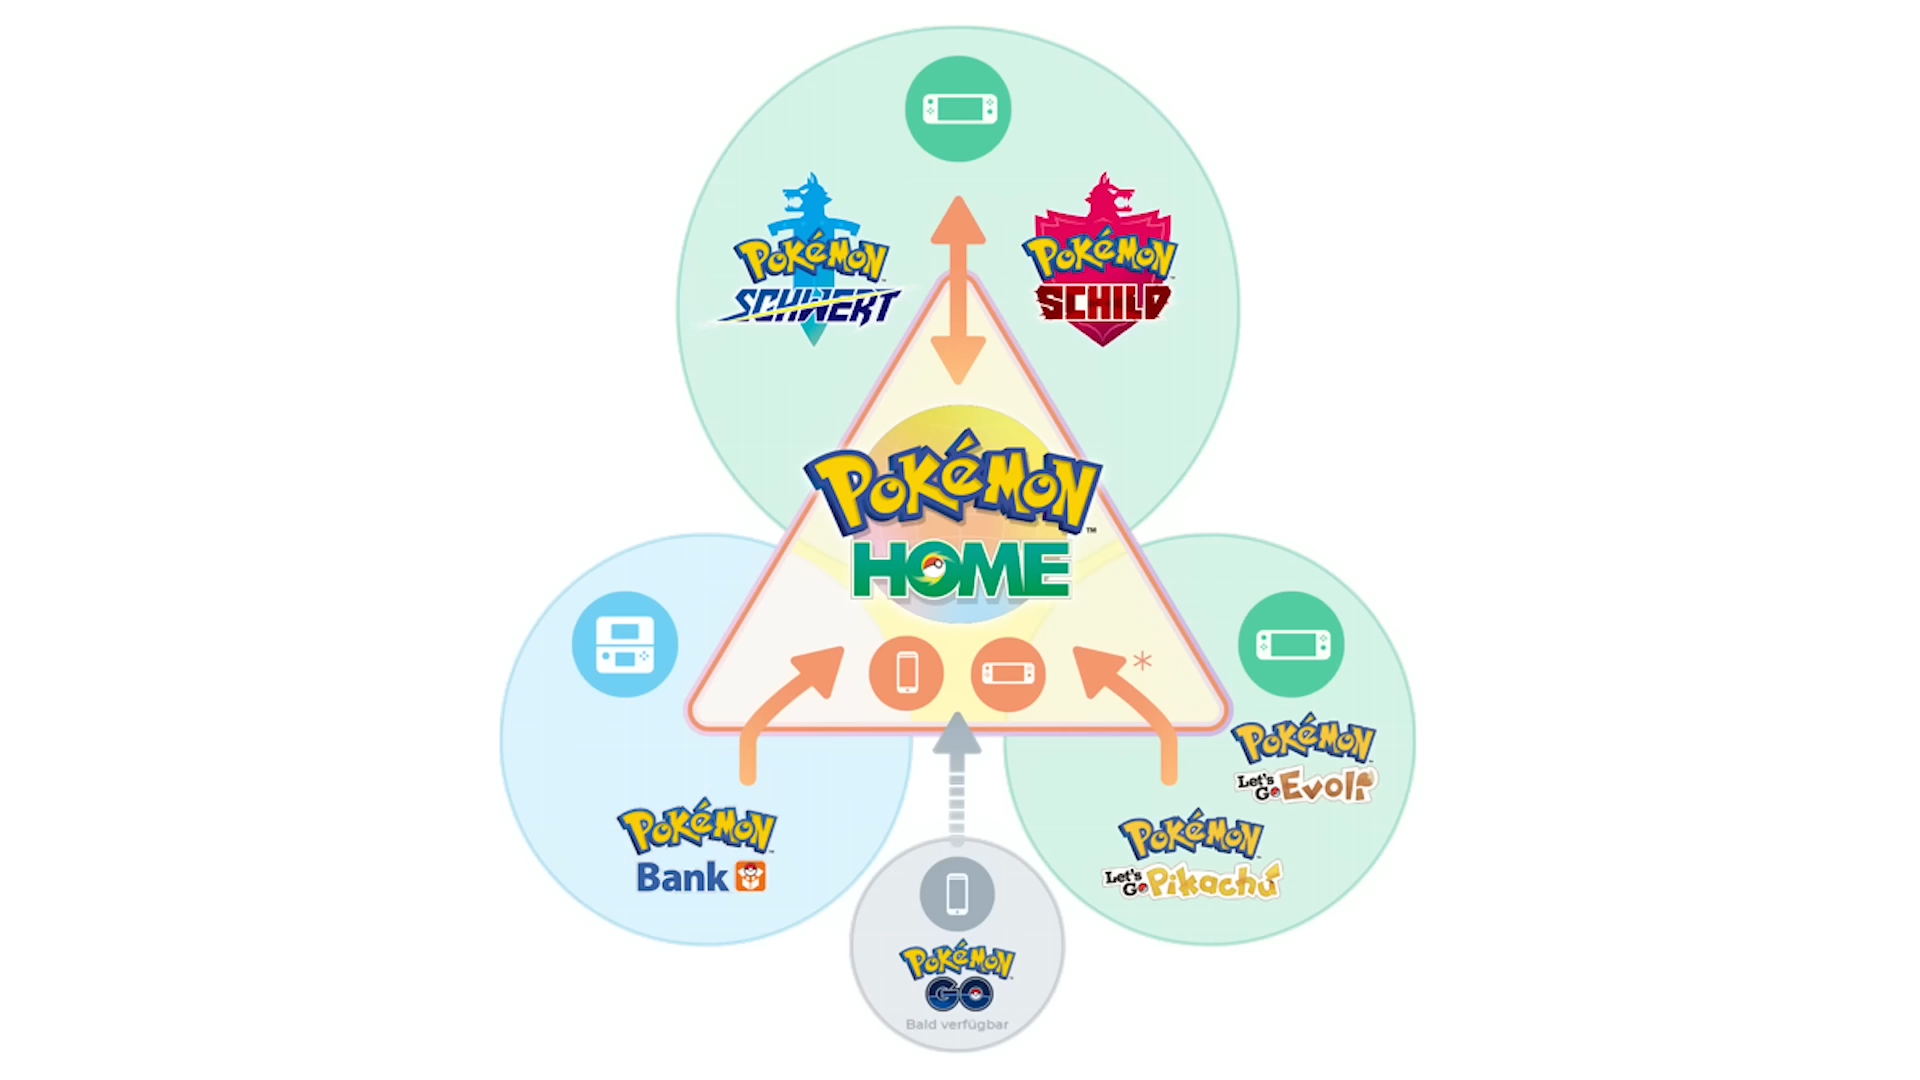 Pokémon
SCHWERT
Pokémon
SCHILD
Pokémon™
HOME
*
Pokémon
Bank
Pokémon
Let's Go Evoli
Pokémon
Let's Go Pikachu
Pokémon
GO
Bald verfügbar